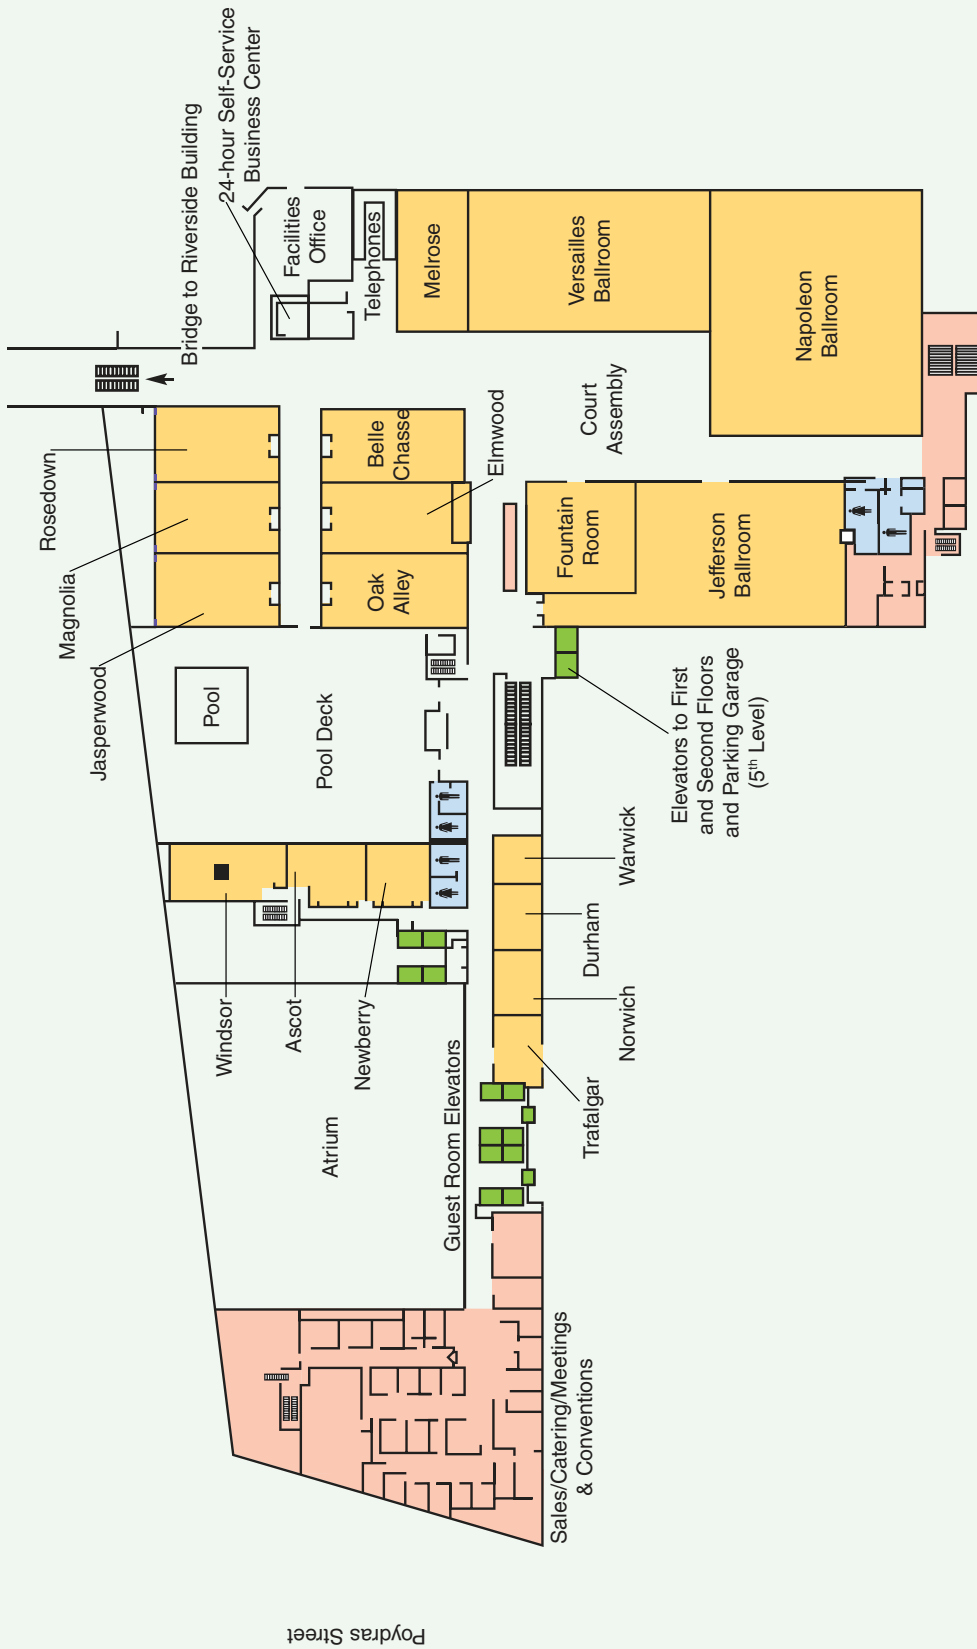 24-hour Self-Service
Business Center
Bridge to Riverside Building
Facilities
Office
Telephones
Melrose
Versailles
Ballroom
Napoleon
Ballroom
Rosedown
Magnolia
Jasperwood
Belle
Chasse
Elmwood
Oak
Alley
Court
Assembly
Fountain
Room
Jefferson
Ballroom
Pool
Pool Deck
Elevators to First
and Second Floors
and Parking Garage
(5th Level)
Windsor
Ascot
Newberry
Warwick
Durham
Norwich
Trafalgar
Atrium
Guest Room Elevators
Sales/Catering/Meetings
& Conventions
Poydras Street